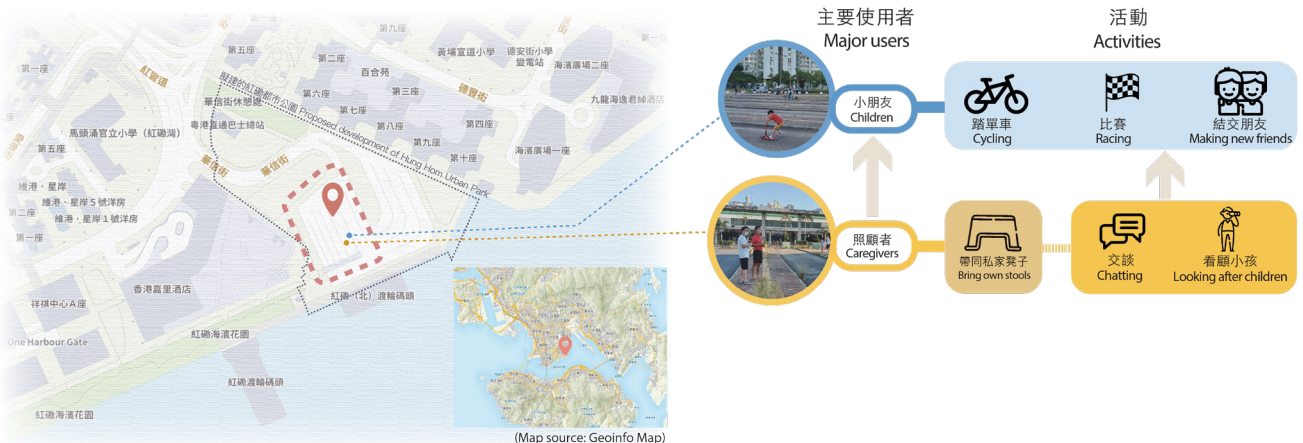 主要使用者
Major users
活動
Activities
小朋友
Children
踏單車
Cycling
比賽
Racing
結交朋友
Making new friends
照顧者
Caregivers
帶同私家凳子
Bring own stools
交談
Chatting
看顧小孩
Looking after children
第九座
第一座
第五座
紅鸞道
第五座
黃埔宣道小學
德安街小學
變電站
海濱廣場二座
百合苑
第二座
第六座
第三座
德豐街
九龍海逸君綽酒店
華信街休憩處
第七座
擬建的紅磡都市公園 Proposed development of Hung Hom Urban Park
粵港直通巴士總站
第八座
第四座
馬頭涌官立小學（紅磡灣）
第九座
海濱廣場一座
第五座
第十座
華信街
華信街
維港・星岸
維港・星岸５號洋房
第二座
維港・星岸１號洋房
第一座
香港嘉里酒店
紅磡（北）渡輪碼頭
祥祺中心Ａ座
紅磡海濱花園
One Harbour Gate
紅磡渡輪碼頭
紅磡海濱花園
(Map source: Geoinfo Map)